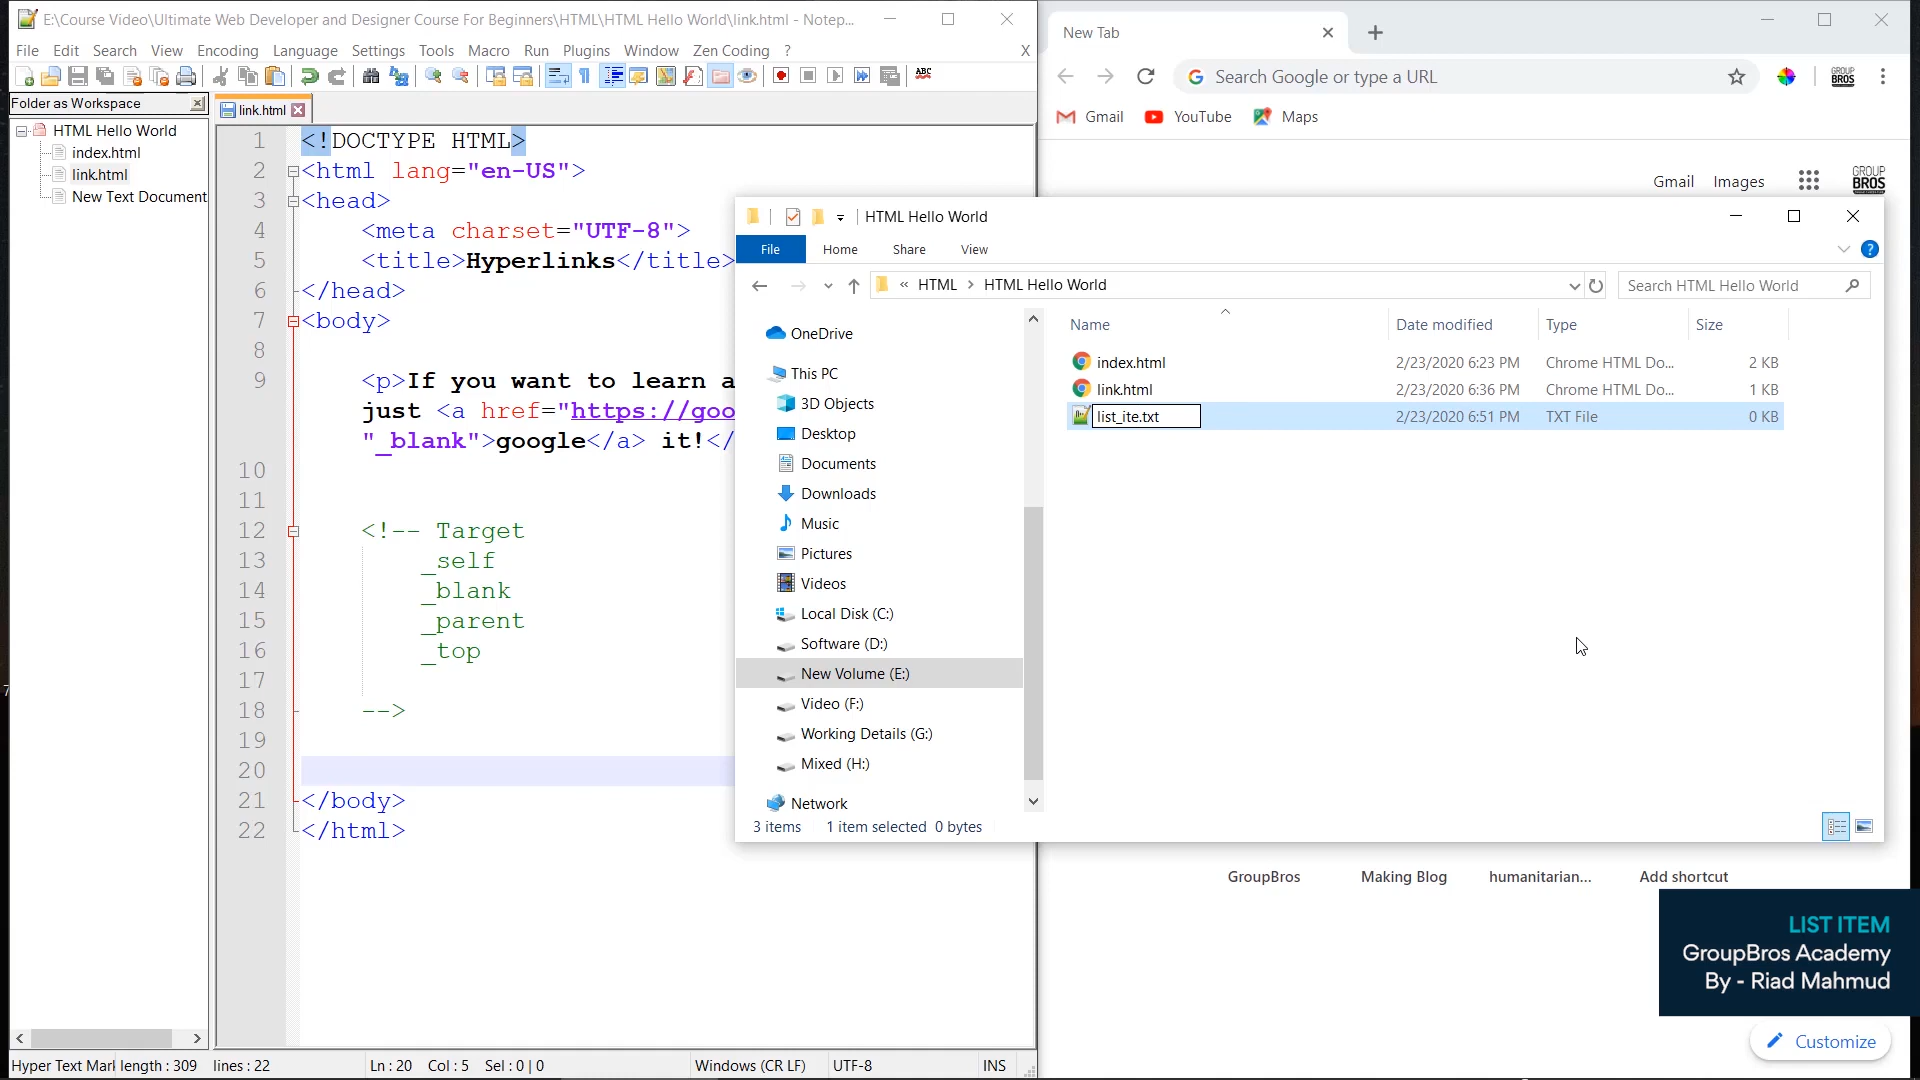 E:\Course Video\Ultimate Web Developer and Designer Course For Beginners\HTML\HTML Hello World\link.html - Notep...
File Edit Search View Encoding Language Settings Tools Macro Run Plugins Window Zen Coding ? X
Folder as Workspace
HTML Hello World
index.html
link.html
New Text Document
link.html
1 <!DOCTYPE HTML>
2 <html lang="en-US">
3 <head>
4 <meta charset="UTF-8">
5 <title>Hyperlinks</title>
6 </head>
7 <body>
8
9 <p>If you want to learn a
just <a href="https://goo
"_blank">google</a> it!</
10
11
12 <!-- Target
13 _self
14 _blank
15 _parent
16 _top
17
18 -->
19
20
21 </body>
22 </html>
Hyper Text Mar length : 309 lines : 22 Ln : 20 Col : 5 Sel : 0 | 0 Windows (CR LF) UTF-8 INS
New Tab
Search Google or type a URL
GROUP BROS
Gmail YouTube Maps
Gmail Images
GROUP
BROS
HTML Hello World
File Home Share View
« HTML > HTML Hello World
Search HTML Hello World
OneDrive
This PC
3D Objects
Desktop
Documents
Downloads
Music
Pictures
Videos
Local Disk (C:)
Software (D:)
New Volume (E:)
Video (F:)
Working Details (G:)
Mixed (H:)
Network
Name Date modified Type Size
index.html 2/23/2020 6:23 PM Chrome HTML Do... 2 KB
link.html 2/23/2020 6:36 PM Chrome HTML Do... 1 KB
list_ite.txt 2/23/2020 6:51 PM TXT File 0 KB
3 items 1 item selected 0 bytes
GroupBros Making Blog humanitarian... Add shortcut
LIST ITEM
GroupBros Academy
By - Riad Mahmud
Customize